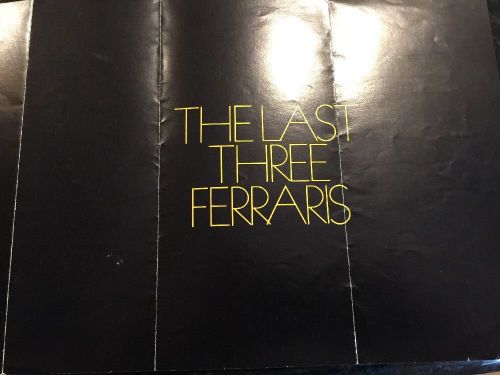 THE LAST
THREE
FERRARIS